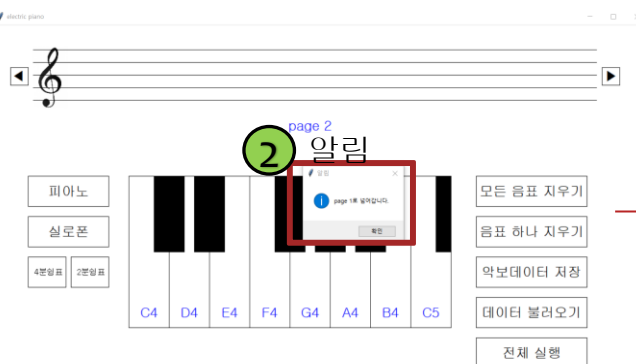 electric piano
page 2
2 알림
알림
page 1로 넘어갑니다.
확인
피아노
실로폰
4분쉼표 2분쉼표
C4 D4 E4 F4 G4 A4 B4 C5
모든 음표 지우기
음표 하나 지우기
악보데이터 저장
데이터 불러오기
전체 실행